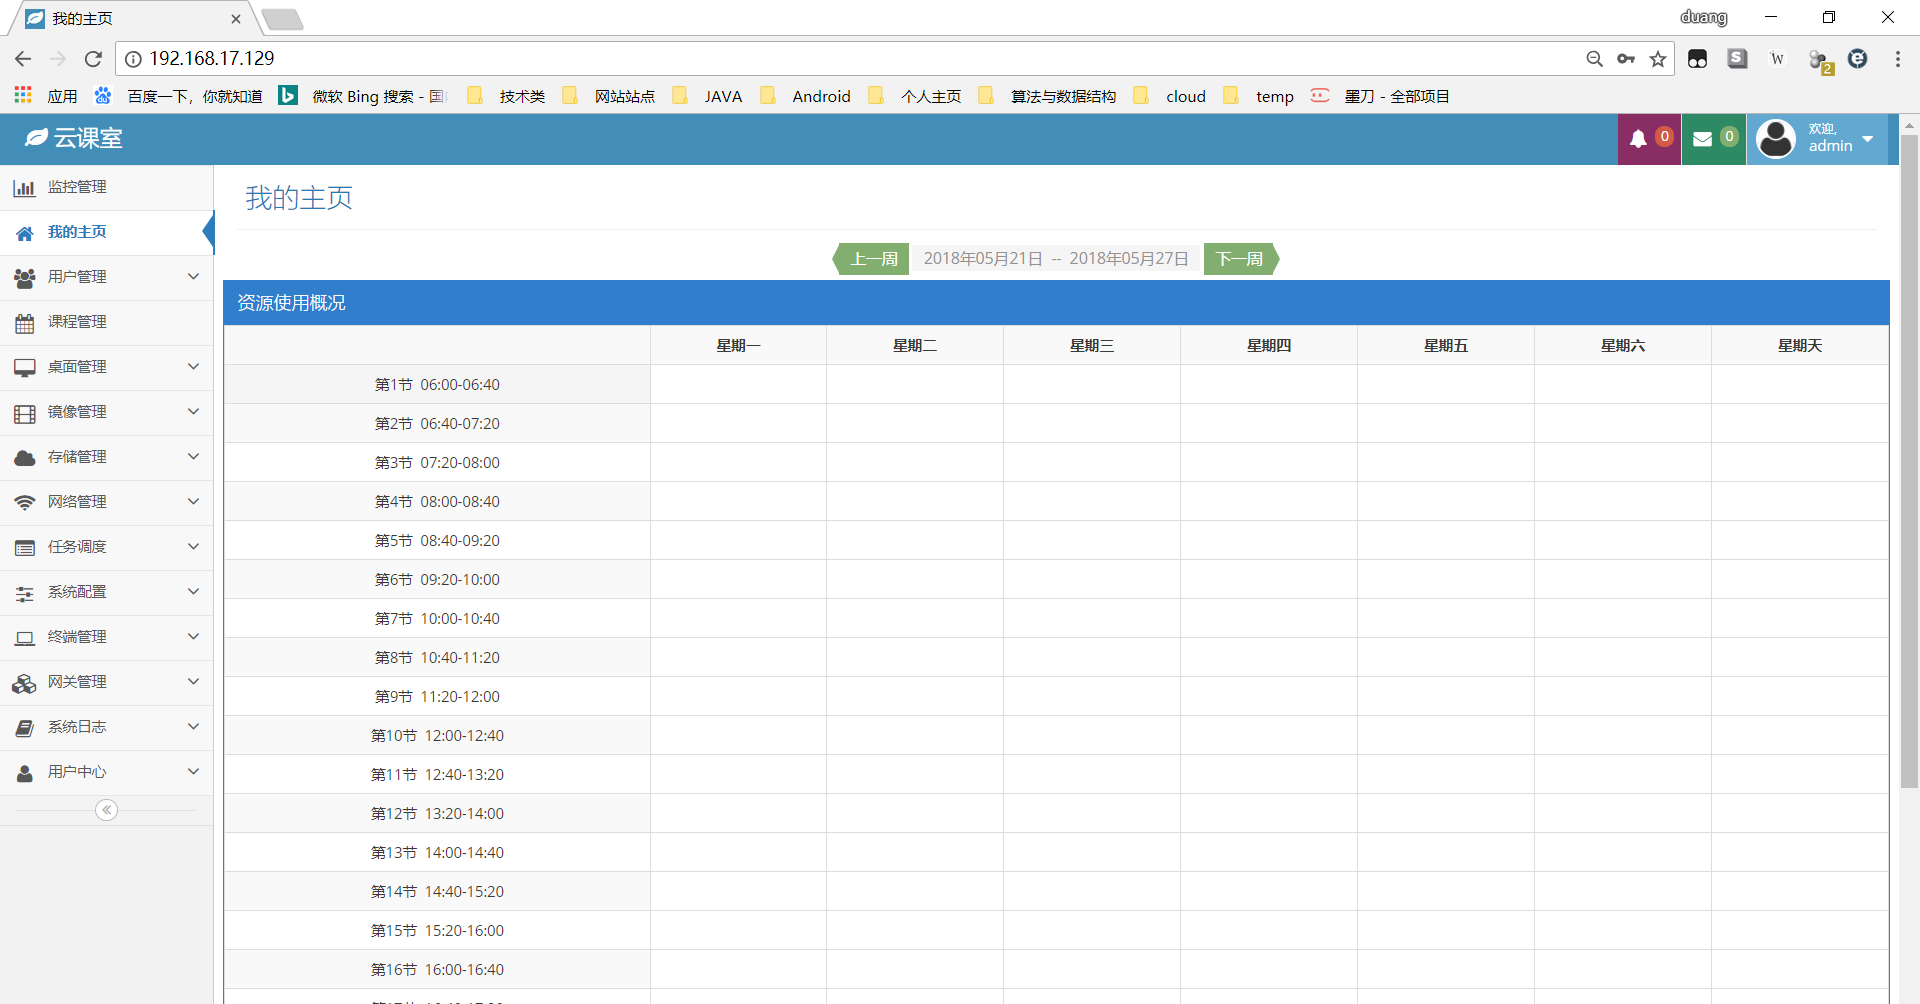 我的主页
duang
192.168.17.129
应用 百度一下，你就知道 微软 Bing 搜索 - 国 技术类 网站站点 JAVA Android 个人主页 算法与数据结构 cloud temp 墨刀 - 全部项目
S W 2
云课室
0 0 欢迎,
admin
监控管理
我的主页
用户管理
课程管理
桌面管理
镜像管理
存储管理
网络管理
任务调度
系统配置
终端管理
网关管理
系统日志
用户中心
我的主页
上一周 2018年05月21日 -- 2018年05月27日 下一周
资源使用概况
星期一 星期二 星期三 星期四 星期五 星期六 星期天
第1节 06:00-06:40
第2节 06:40-07:20
第3节 07:20-08:00
第4节 08:00-08:40
第5节 08:40-09:20
第6节 09:20-10:00
第7节 10:00-10:40
第8节 10:40-11:20
第9节 11:20-12:00
第10节 12:00-12:40
第11节 12:40-13:20
第12节 13:20-14:00
第13节 14:00-14:40
第14节 14:40-15:20
第15节 15:20-16:00
第16节 16:00-16:40